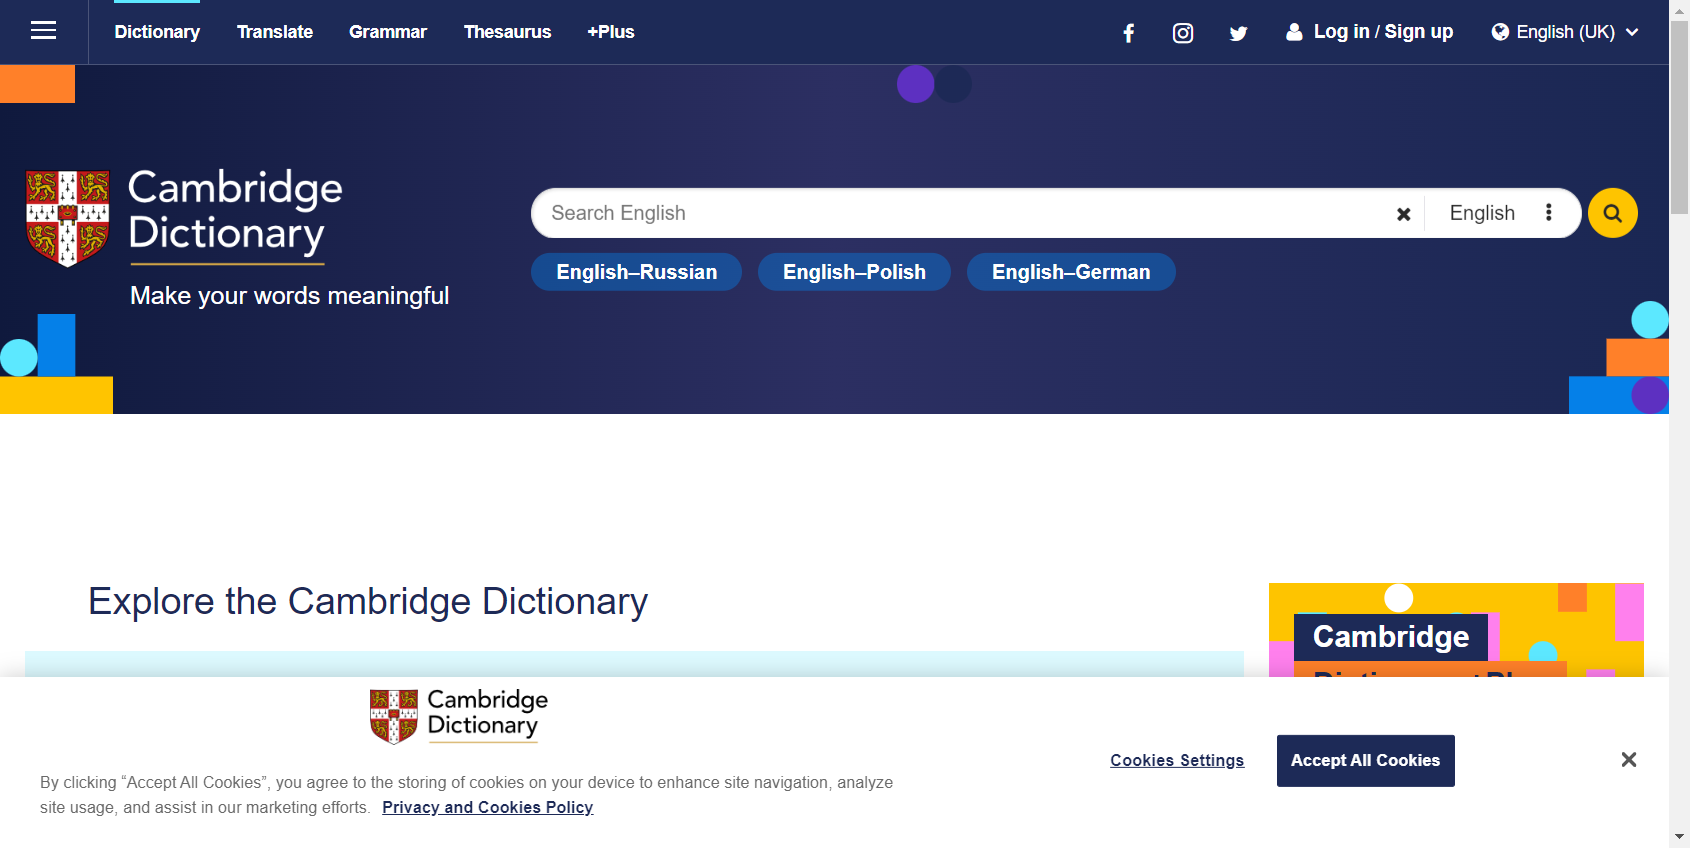 Dictionary Translate Grammar Thesaurus +Plus Log in / Sign up English (UK)
Cambridge
Dictionary
Make your words meaningful
Search English English
English–Russian English–Polish English–German
Explore the Cambridge Dictionary
Cambridge
Cambridge
Dictionary
By clicking “Accept All Cookies”, you agree to the storing of cookies on your device to enhance site navigation, analyze
site usage, and assist in our marketing efforts. Privacy and Cookies Policy
Cookies Settings Accept All Cookies